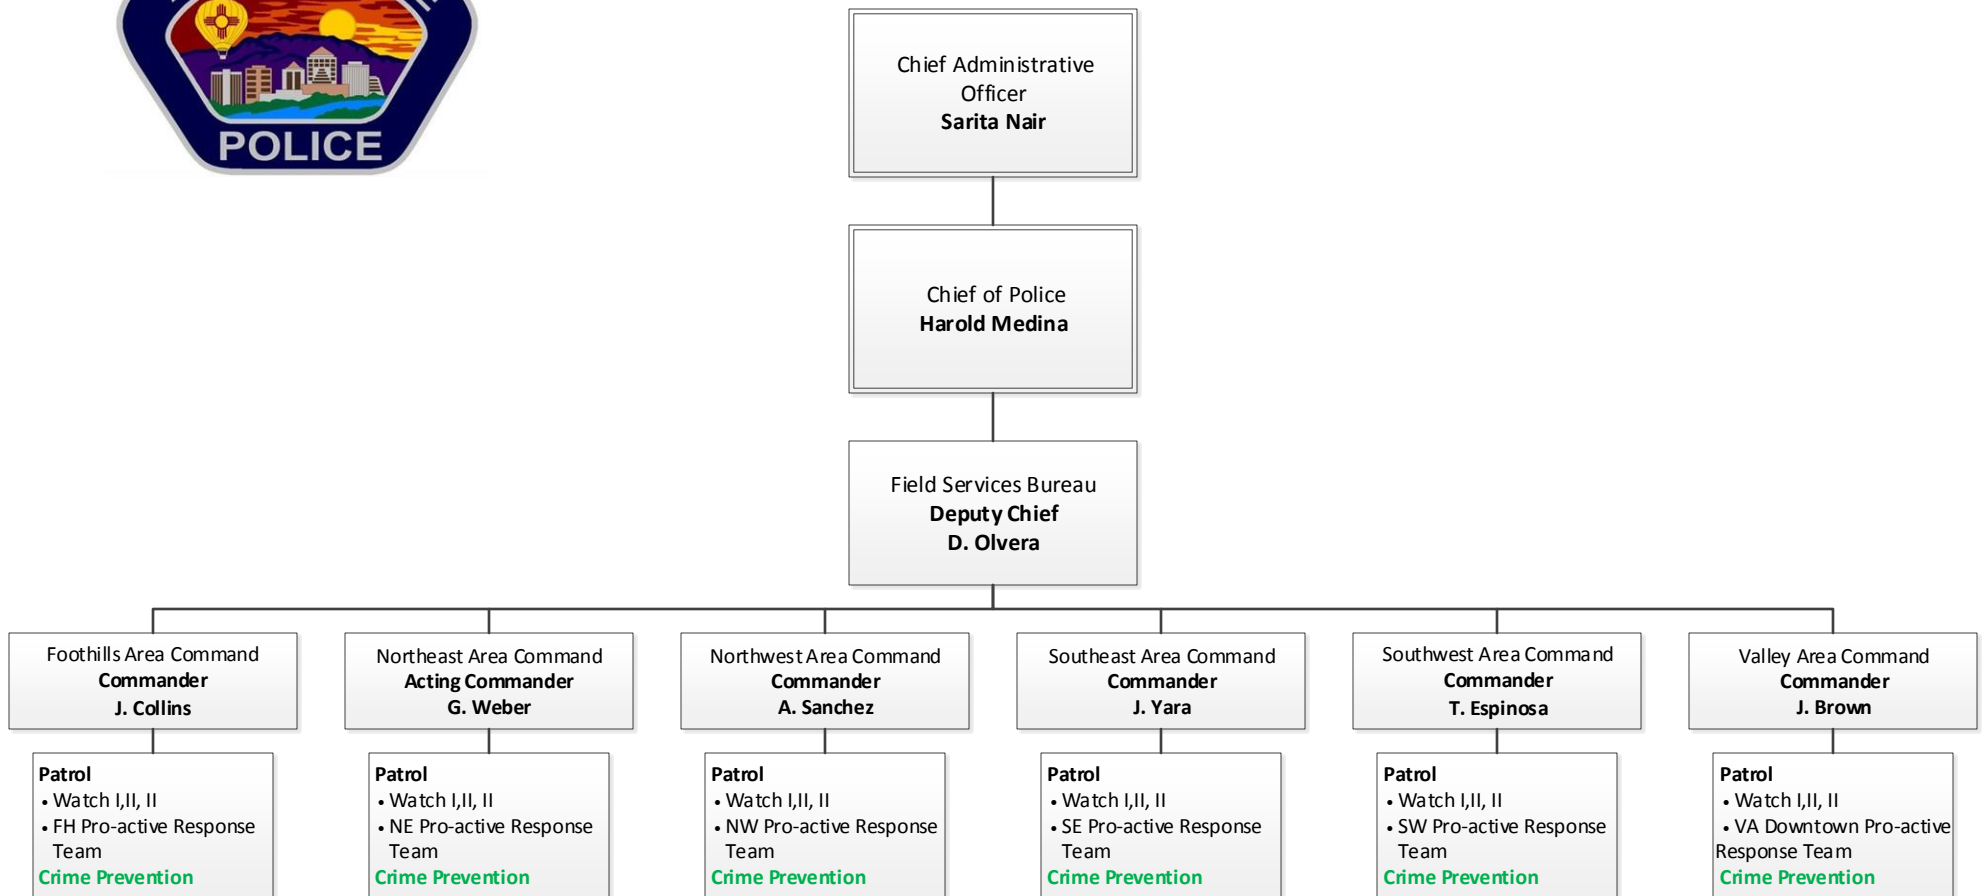 POLICE
Chief Administrative
Officer
Sarita Nair
Chief of Police
Harold Medina
Field Services Bureau
Deputy Chief
D. Olvera
Foothills Area Command
Commander
J. Collins
Northeast Area Command
Acting Commander
G. Weber
Northwest Area Command
Commander
A. Sanchez
Southeast Area Command
Commander
J. Yara
Southwest Area Command
Commander
T. Espinosa
Valley Area Command
Commander
J. Brown
Patrol
• Watch I,II, II
• FH Pro-active Response
Team
Crime Prevention
Patrol
• Watch I,II, II
• NE Pro-active Response
Team
Crime Prevention
Patrol
• Watch I,II, II
• NW Pro-active Response
Team
Crime Prevention
Patrol
• Watch I,II, II
• SE Pro-active Response
Team
Crime Prevention
Patrol
• Watch I,II, II
• SW Pro-active Response
Team
Crime Prevention
Patrol
• Watch I,II, II
• VA Downtown Pro-active
Response Team
Crime Prevention